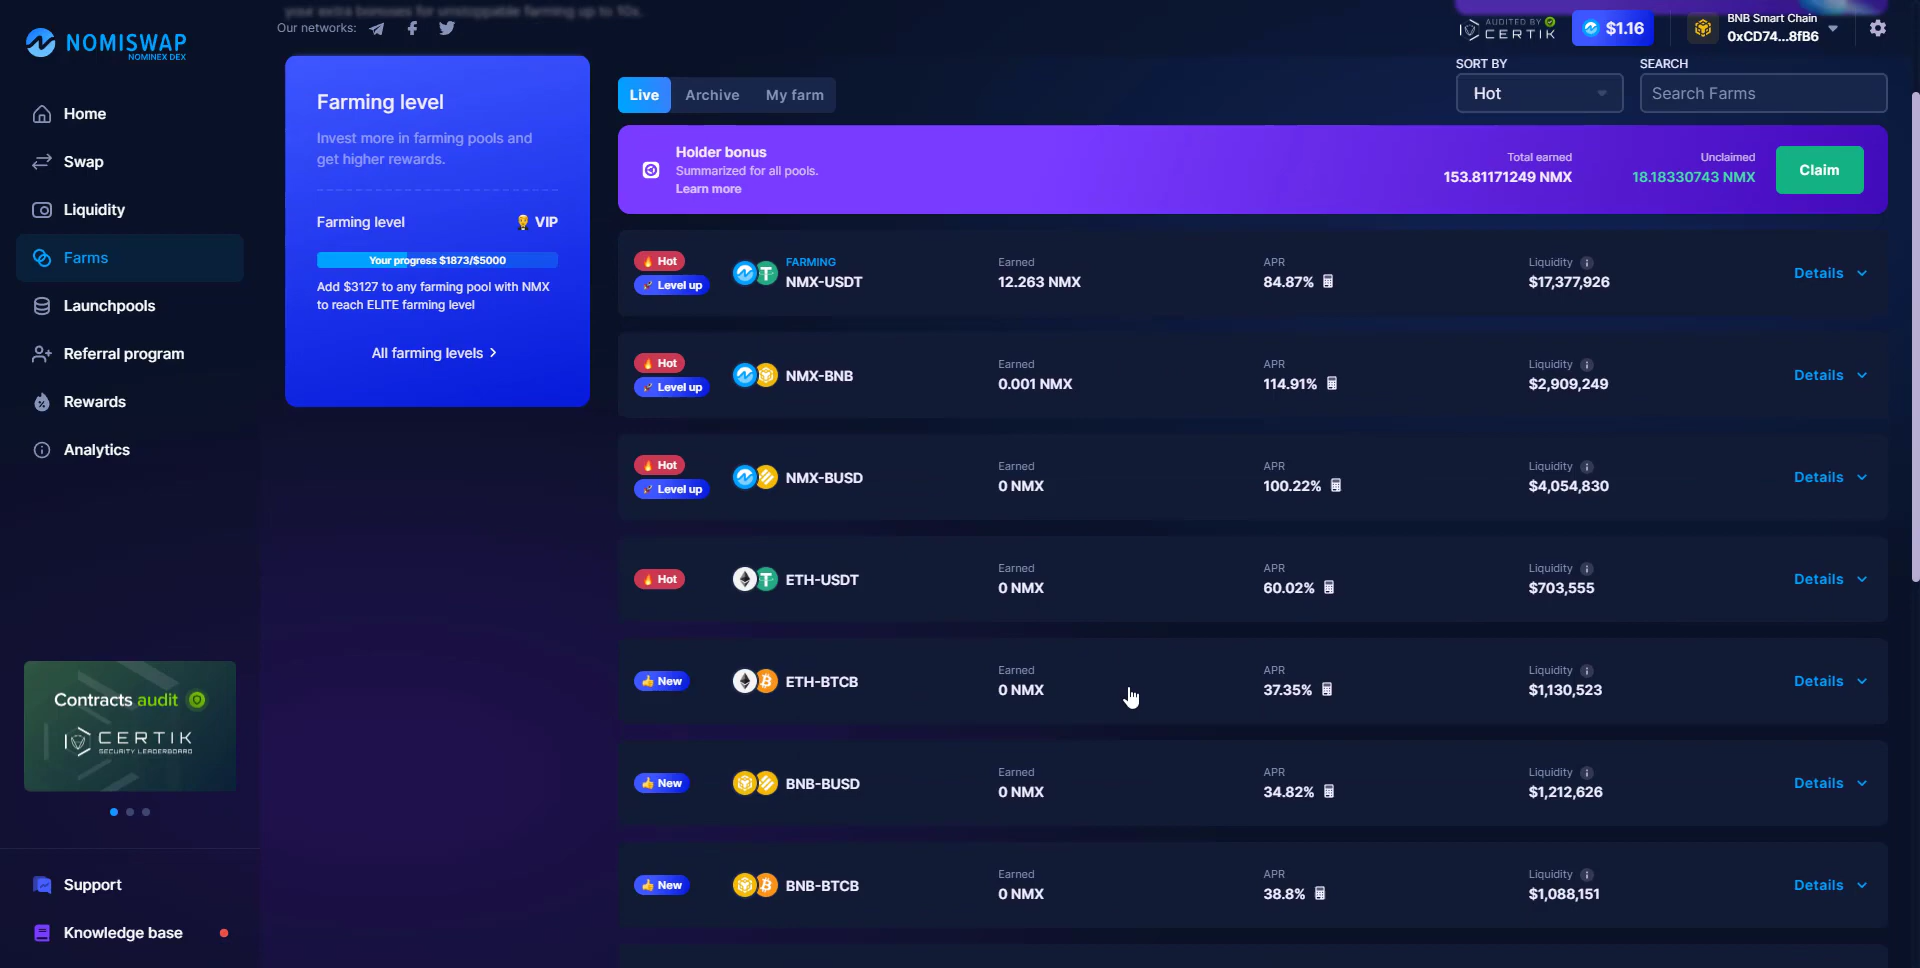 your extra bonuses for unstoppable farming up to 10x.
Our networks:
NOMISWAP
NOMINEX DEX
AUDITED BY
CERTIK
$1.16
BNB Smart Chain
0xCD74...8fB6
Home
Swap
Liquidity
Farms
Launchpools
Referral program
Rewards
Analytics
Contracts audit
CERTIK
SECURITY LEADERBOARD
Support
Knowledge base
Farming level
Invest more in farming pools and
get higher rewards.
Farming level VIP
Your progress $1873/$5000
Add $3127 to any farming pool with NMX
to reach ELITE farming level
All farming levels
Live Archive My farm
SORT BY
Hot
SEARCH
Search Farms
Holder bonus
Summarized for all pools.
Learn more
Total earned
153.81171249 NMX
Unclaimed
18.18330743 NMX
Claim
Hot
Level up
FARMING
NMX-USDT
Earned
12.263 NMX
APR
84.87%
Liquidity
$17,377,926
Details
Hot
Level up
NMX-BNB
Earned
0.001 NMX
APR
114.91%
Liquidity
$2,909,249
Details
Hot
Level up
NMX-BUSD
Earned
0 NMX
APR
100.22%
Liquidity
$4,054,830
Details
Hot
ETH-USDT
Earned
0 NMX
APR
60.02%
Liquidity
$703,555
Details
New
ETH-BTCB
Earned
0 NMX
APR
37.35%
Liquidity
$1,130,523
Details
New
BNB-BUSD
Earned
0 NMX
APR
34.82%
Liquidity
$1,212,626
Details
New
BNB-BTCB
Earned
0 NMX
APR
38.8%
Liquidity
$1,088,151
Details